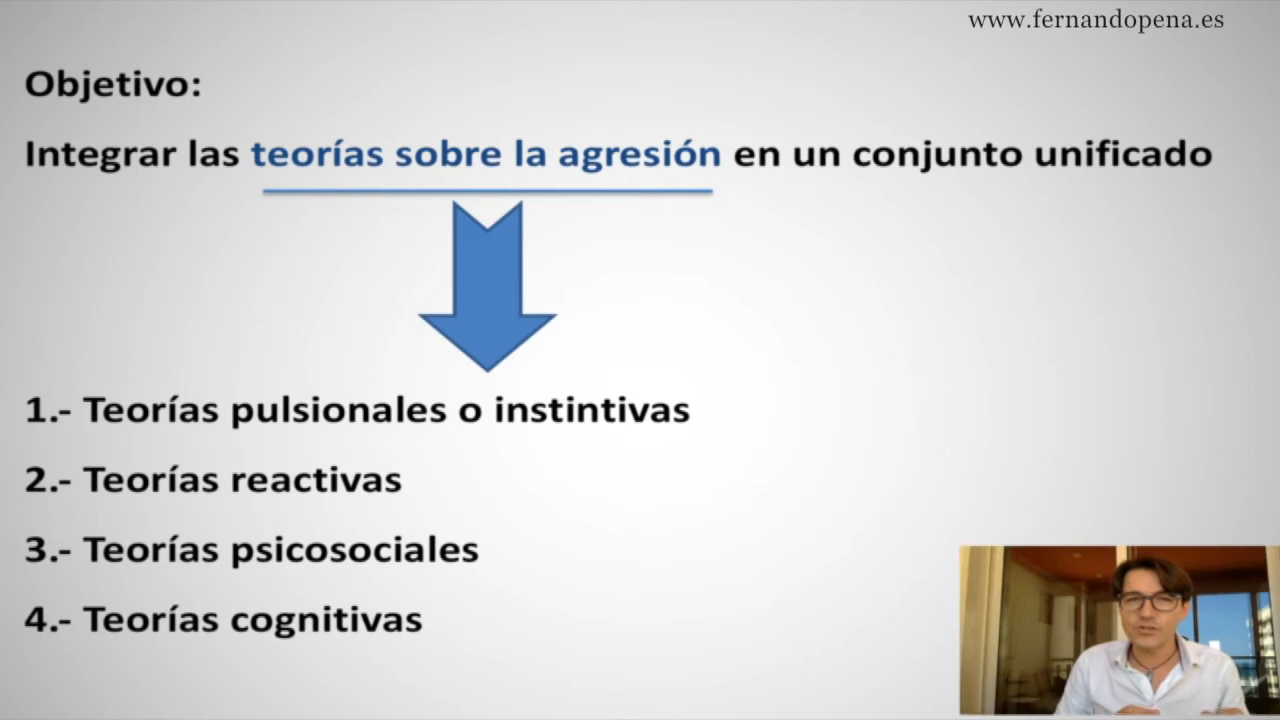 www.fernandopena.es
Objetivo:
Integrar las teorías sobre la agresión en un conjunto unificado
1.- Teorías pulsionales o instintivas
2.- Teorías reactivas
3.- Teorías psicosociales
4.- Teorías cognitivas